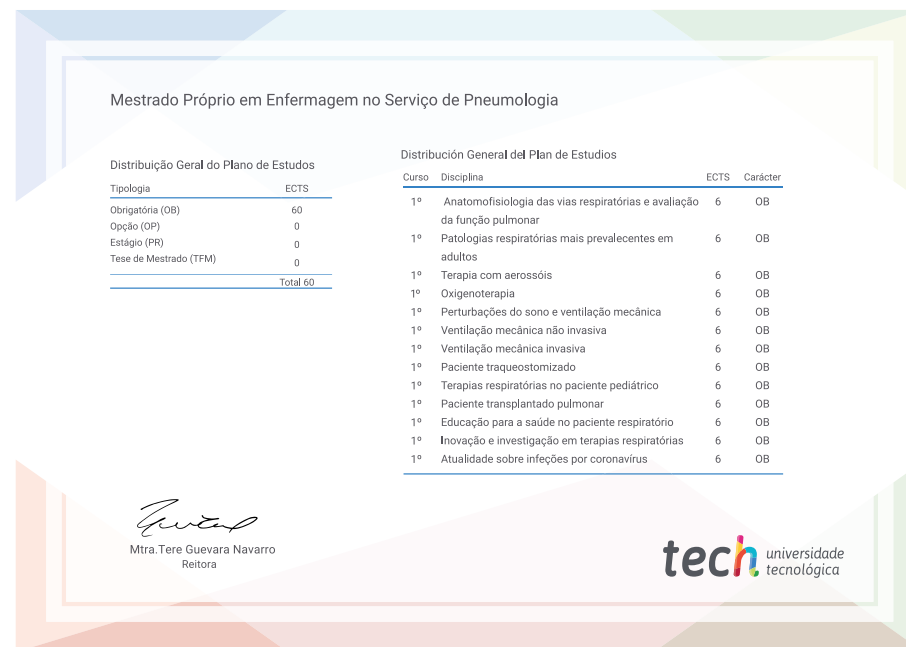 Mestrado Próprio em Enfermagem no Serviço de Pneumologia
Distribuição Geral do Plano de Estudos
Tipologia ECTS
Obrigatória (OB) 60
Opção (OP) 0
Estágio (PR) 0
Tese de Mestrado (TFM) 0
Total 60
Distribución General del Plan de Estudios
Curso Disciplina ECTS Carácter
1º Anatomofisiologia das vias respiratórias e avaliação 6 OB
da função pulmonar
1º Patologias respiratórias mais prevalecentes em 6 OB
adultos
1º Terapia com aerossóis 6 OB
1º Oxigenoterapia 6 OB
1º Perturbações do sono e ventilação mecânica 6 OB
1º Ventilação mecânica não invasiva 6 OB
1º Ventilação mecânica invasiva 6 OB
1º Paciente traqueostomizado 6 OB
1º Terapias respiratórias no paciente pediátrico 6 OB
1º Paciente transplantado pulmonar 6 OB
1º Educação para a saúde no paciente respiratório 6 OB
1º Inovação e investigação em terapias respiratórias 6 OB
1º Atualidade sobre infeções por coronavírus 6 OB
Mtra.Tere Guevara Navarro
Reitora
tech universidade
tecnológica